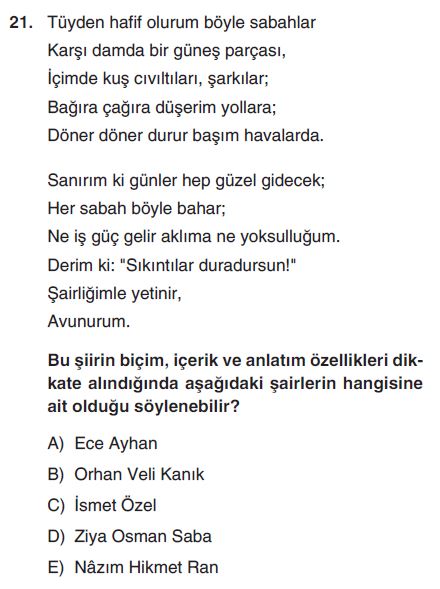 21. Tüyden hafif olurum böyle sabahlar
Karşı damda bir güneş parçası,
İçimde kuş cıvıltıları, şarkılar;
Bağıra çağıra düşerim yollara;
Döner döner durur başım havalarda.
Sanırım ki günler hep güzel gidecek;
Her sabah böyle bahar;
Ne iş güç gelir aklıma ne yoksulluğum.
Derim ki: "Sıkıntılar duradursun!"
Şairliğimle yetinir,
Avunurum.
Bu şiirin biçim, içerik ve anlatım özellikleri dik-
kate alındığında aşağıdaki şairlerin hangisine
ait olduğu söylenebilir?
A) Ece Ayhan
B) Orhan Veli Kanık
C) İsmet Özel
D) Ziya Osman Saba
E) Nâzım Hikmet Ran